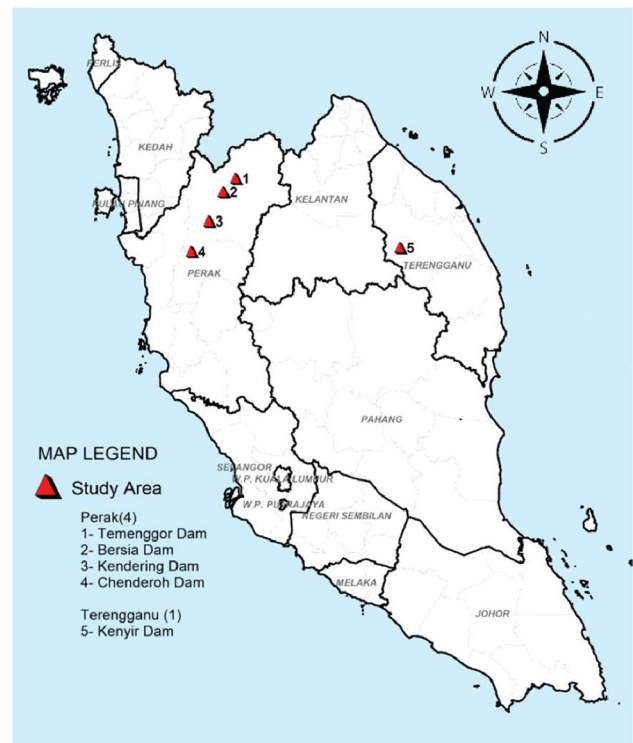 N
W E
S
PERLIS
KEDAH
PULAU PINANG
1
2
3
4
PERAK
KELANTAN
5
TERENGGANU
PAHANG
SELANGOR
W.P. KUALA LUMPUR
W.P. PUTRAJAYA
NEGERI SEMBILAN
MELAKA
JOHOR
MAP LEGEND
Study Area
Perak(4)
1- Temenggor Dam
2- Bersia Dam
3- Kendering Dam
4- Chenderoh Dam
Terengganu (1)
5- Kenyir Dam